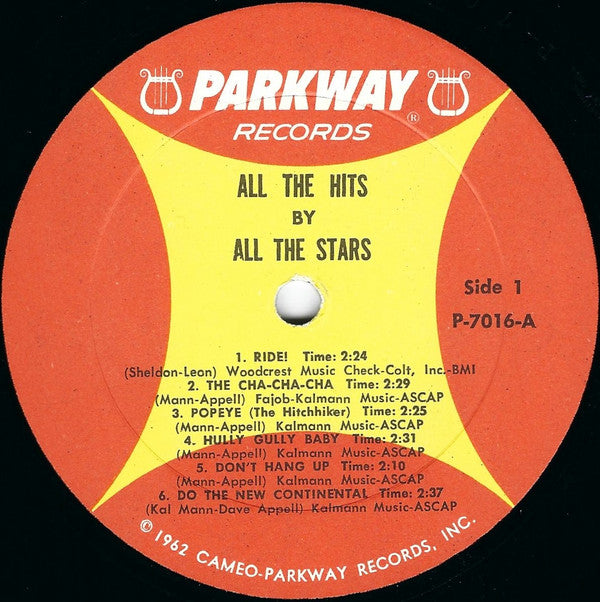 PARKWAY ®
RECORDS
ALL THE HITS
BY
ALL THE STARS
Side 1
P-7016-A
1. RIDE! Time: 2:24
(Sheldon-Leon) Woodcrest Music Check-Colt, Inc.-BMI
2. THE CHA-CHA-CHA Time: 2:29
(Mann-Appell) Fajob-Kalmann Music-ASCAP
3. POPEYE (The Hitchhiker) Time: 2:25
(Mann-Appell) Kalmann Music-ASCAP
4. HULLY GULLY BABY Time: 2:31
(Mann-Appell) Kalmann Music-ASCAP
5. DON'T HANG UP Time: 2:10
(Mann-Appell) Kalmann Music-ASCAP
6. DO THE NEW CONTINENTAL Time: 2:37
(Kal Mann-Dave Appell) Kalmann Music-ASCAP
© 1962 CAMEO-PARKWAY RECORDS, INC.